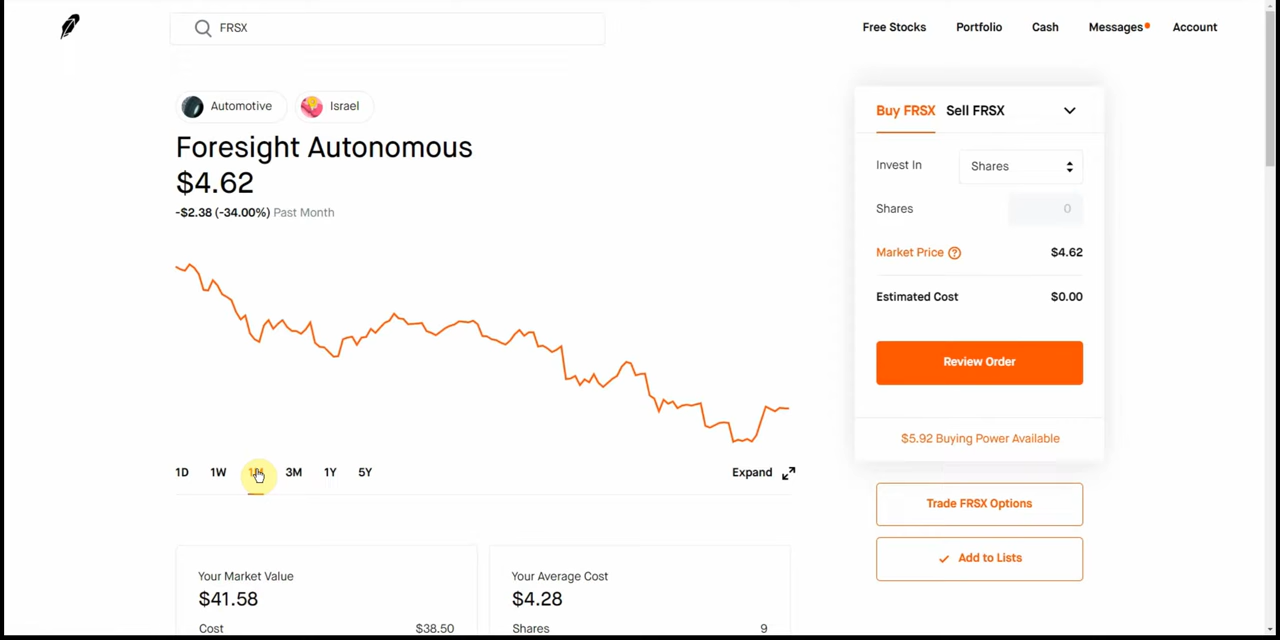 FRSX
Free Stocks
Portfolio
Cash
Messages
Account
Automotive
Israel
Foresight Autonomous
$4.62
-$2.38 (-34.00%) Past Month
1D
1W
3M
1Y
5Y
Expand
Your Market Value
$41.58
Cost
$38.50
Your Average Cost
$4.28
Shares
9
Buy FRSX
Sell FRSX
Invest In
Shares
Shares
0
Market Price
$4.62
Estimated Cost
$0.00
Review Order
$5.92 Buying Power Available
Trade FRSX Options
Add to Lists